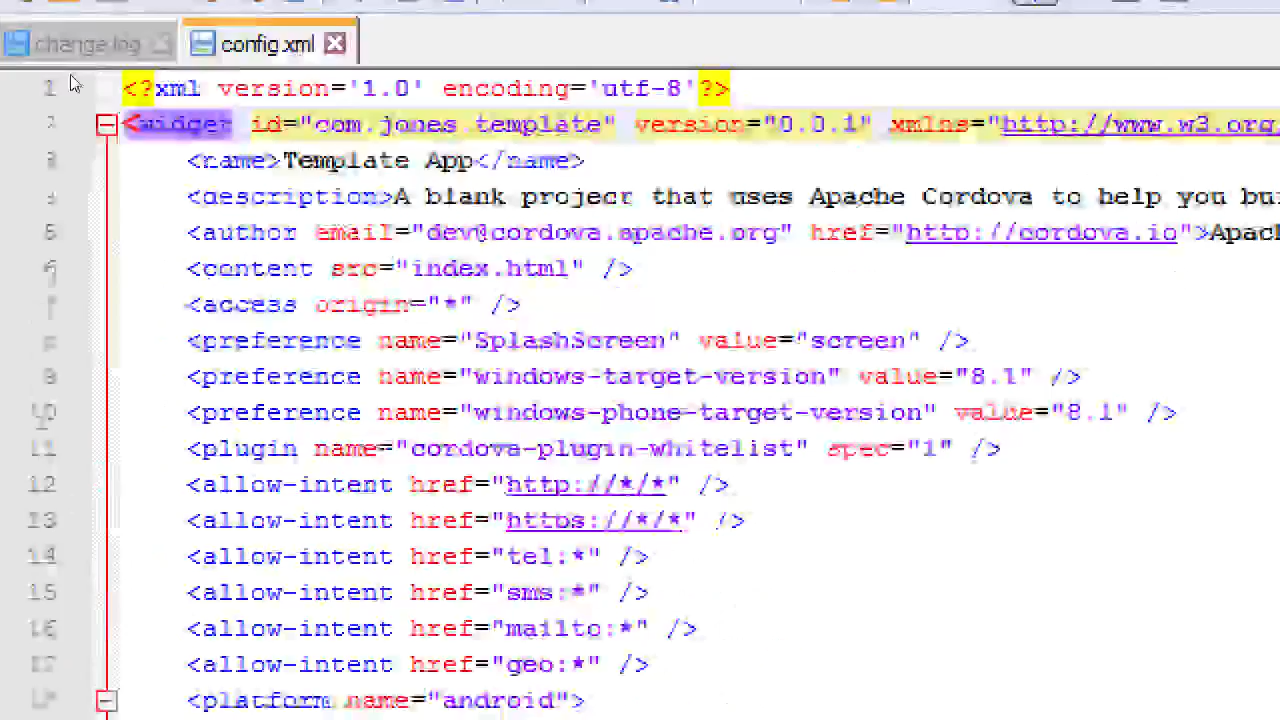 change.log config.xml
1 <?xml version='1.0' encoding='utf-8'?>
2 <widget id="com.jones.template" version="0.0.1" xmlns="http://www.w3.org
3 <name>Template App</name>
4 <description>A blank project that uses Apache Cordova to help you bui
5 <author email="dev@cordova.apache.org" href="http://cordova.io">Apach
6 <content src="index.html" />
7 <access origin="*" />
8 <preference name="SplashScreen" value="screen" />
9 <preference name="windows-target-version" value="8.1" />
10 <preference name="windows-phone-target-version" value="8.1" />
11 <plugin name="cordova-plugin-whitelist" spec="1" />
12 <allow-intent href="http://*/*" />
13 <allow-intent href="https://*/*" />
14 <allow-intent href="tel:*" />
15 <allow-intent href="sms:*" />
16 <allow-intent href="mailto:*" />
17 <allow-intent href="geo:*" />
18 <platform name="android">